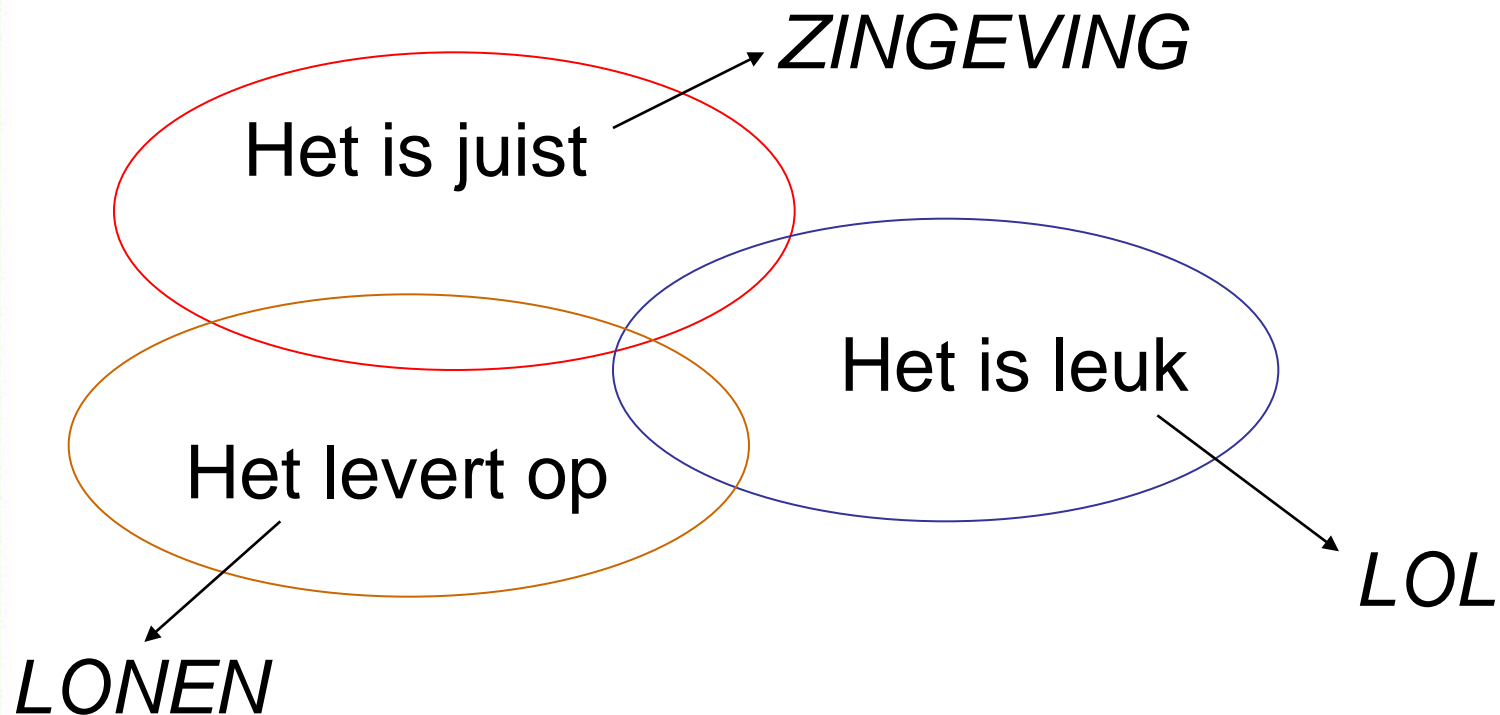 ZINGEVING
Het is juist
Het is leuk
Het levert op
LOL
LONEN